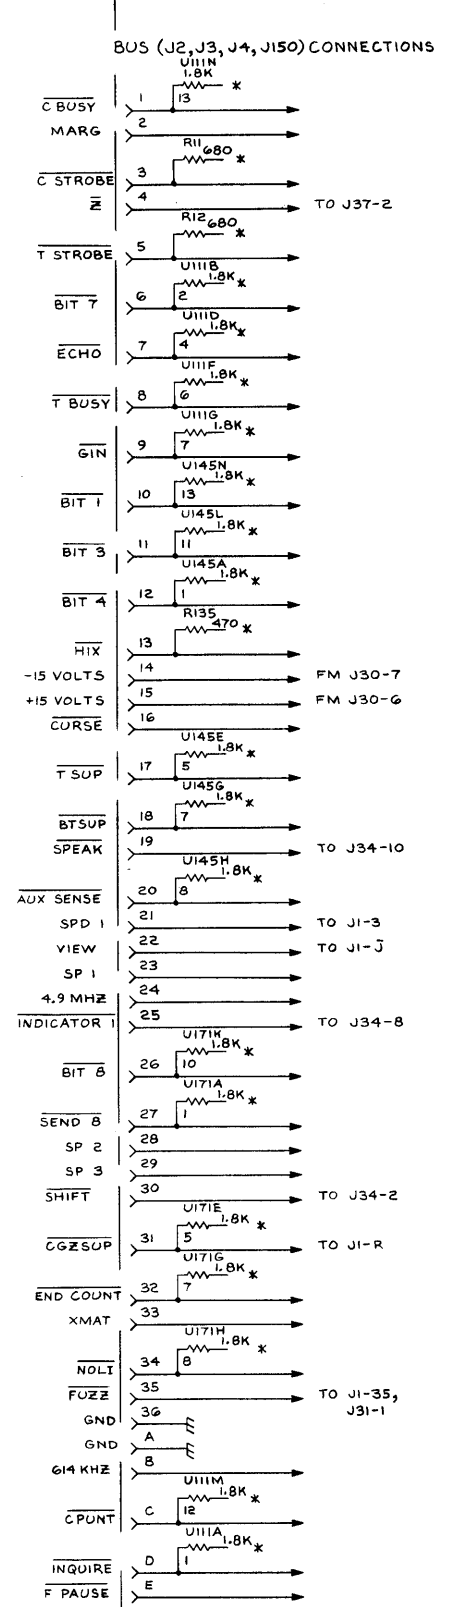 BUS (J2, J3, J4, J150) CONNECTIONS
U111N
1.8K *
C BUSY 1 13
MARG 2
R11 680 *
C STROBE 3
Z 4 TO J37-2
R12 680 *
T STROBE 5
U111B 1.8K *
BIT 7 6 2
U111D 1.8K *
ECHO 7 4
U111F 1.8K *
T BUSY 8 6
U111G 1.8K *
GIN 9 7
U145N 1.8K *
BIT 1 10 13
U145L 1.8K *
BIT 3 11 11
U145A 1.8K *
BIT 4 12 1
R135 470 *
HIX 13
-15 VOLTS 14 FM J30-7
+15 VOLTS 15 FM J30-6
CURSE 16
U145E 1.8K *
T SUP 17 5
U145G 1.8K *
BTSUP 18 7
SPEAK 19 TO J34-10
U145H 1.8K *
AUX SENSE 20 8
SPD 1 21 TO J1-3
VIEW 22 TO J1-J̄
SP 1 23
4.9 MHZ 24
INDICATOR 1 25 TO J34-8
U171K 1.8K *
BIT 8 26 10
U171A 1.8K *
SEND 8 27 1
SP 2 28
SP 3 29
SHIFT 30 TO J34-2
U171E 1.8K *
CGZSUP 31 5 TO J1-R
U171G 1.8K *
END COUNT 32 7
XMAT 33
U171H 1.8K *
NOLI 34 8
FUZZ 35 TO J1-35,
J31-1
GND 36
GND A
614 KHZ B
U111M 1.8K *
CPUNT C 12
U111A 1.8K *
INQUIRE D 1
F PAUSE E